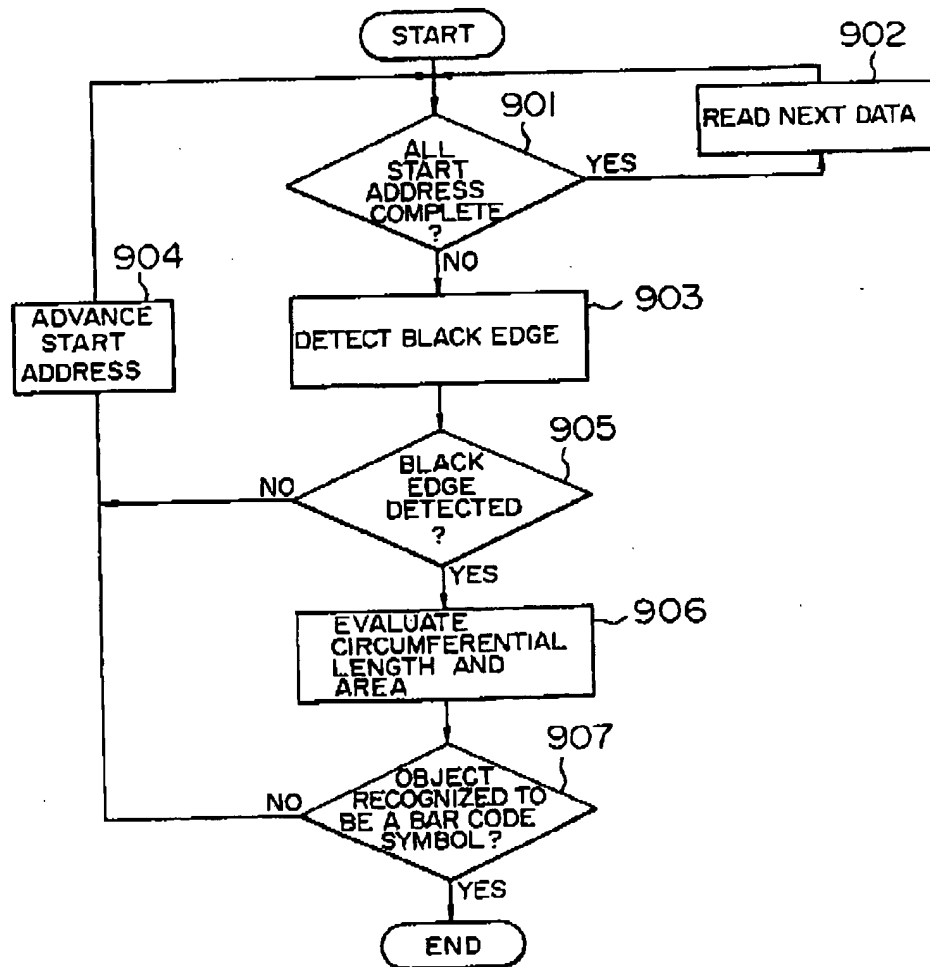 START
902
READ NEXT DATA
901
ALL
START
ADDRESS
COMPLETE
?
YES
NO
904
ADVANCE
START
ADDRESS
903
DETECT BLACK EDGE
905
BLACK
EDGE
DETECTED
?
NO
YES
906
EVALUATE
CIRCUMFERENTIAL
LENGTH AND
AREA
907
OBJECT
RECOGNIZED TO
BE A BAR CODE
SYMBOL?
NO
YES
END